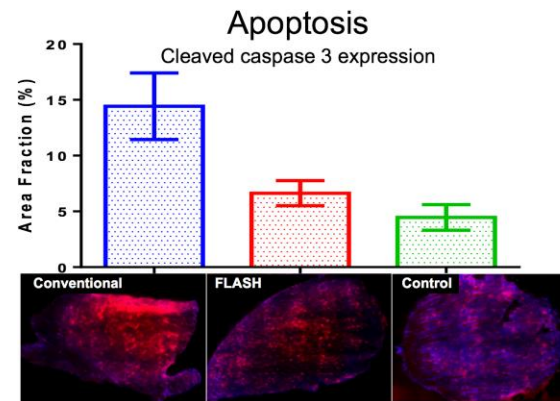 Apoptosis
Cleaved caspase 3 expression
Area Fraction (%)
20
15
10
5
0
Conventional
FLASH
Control